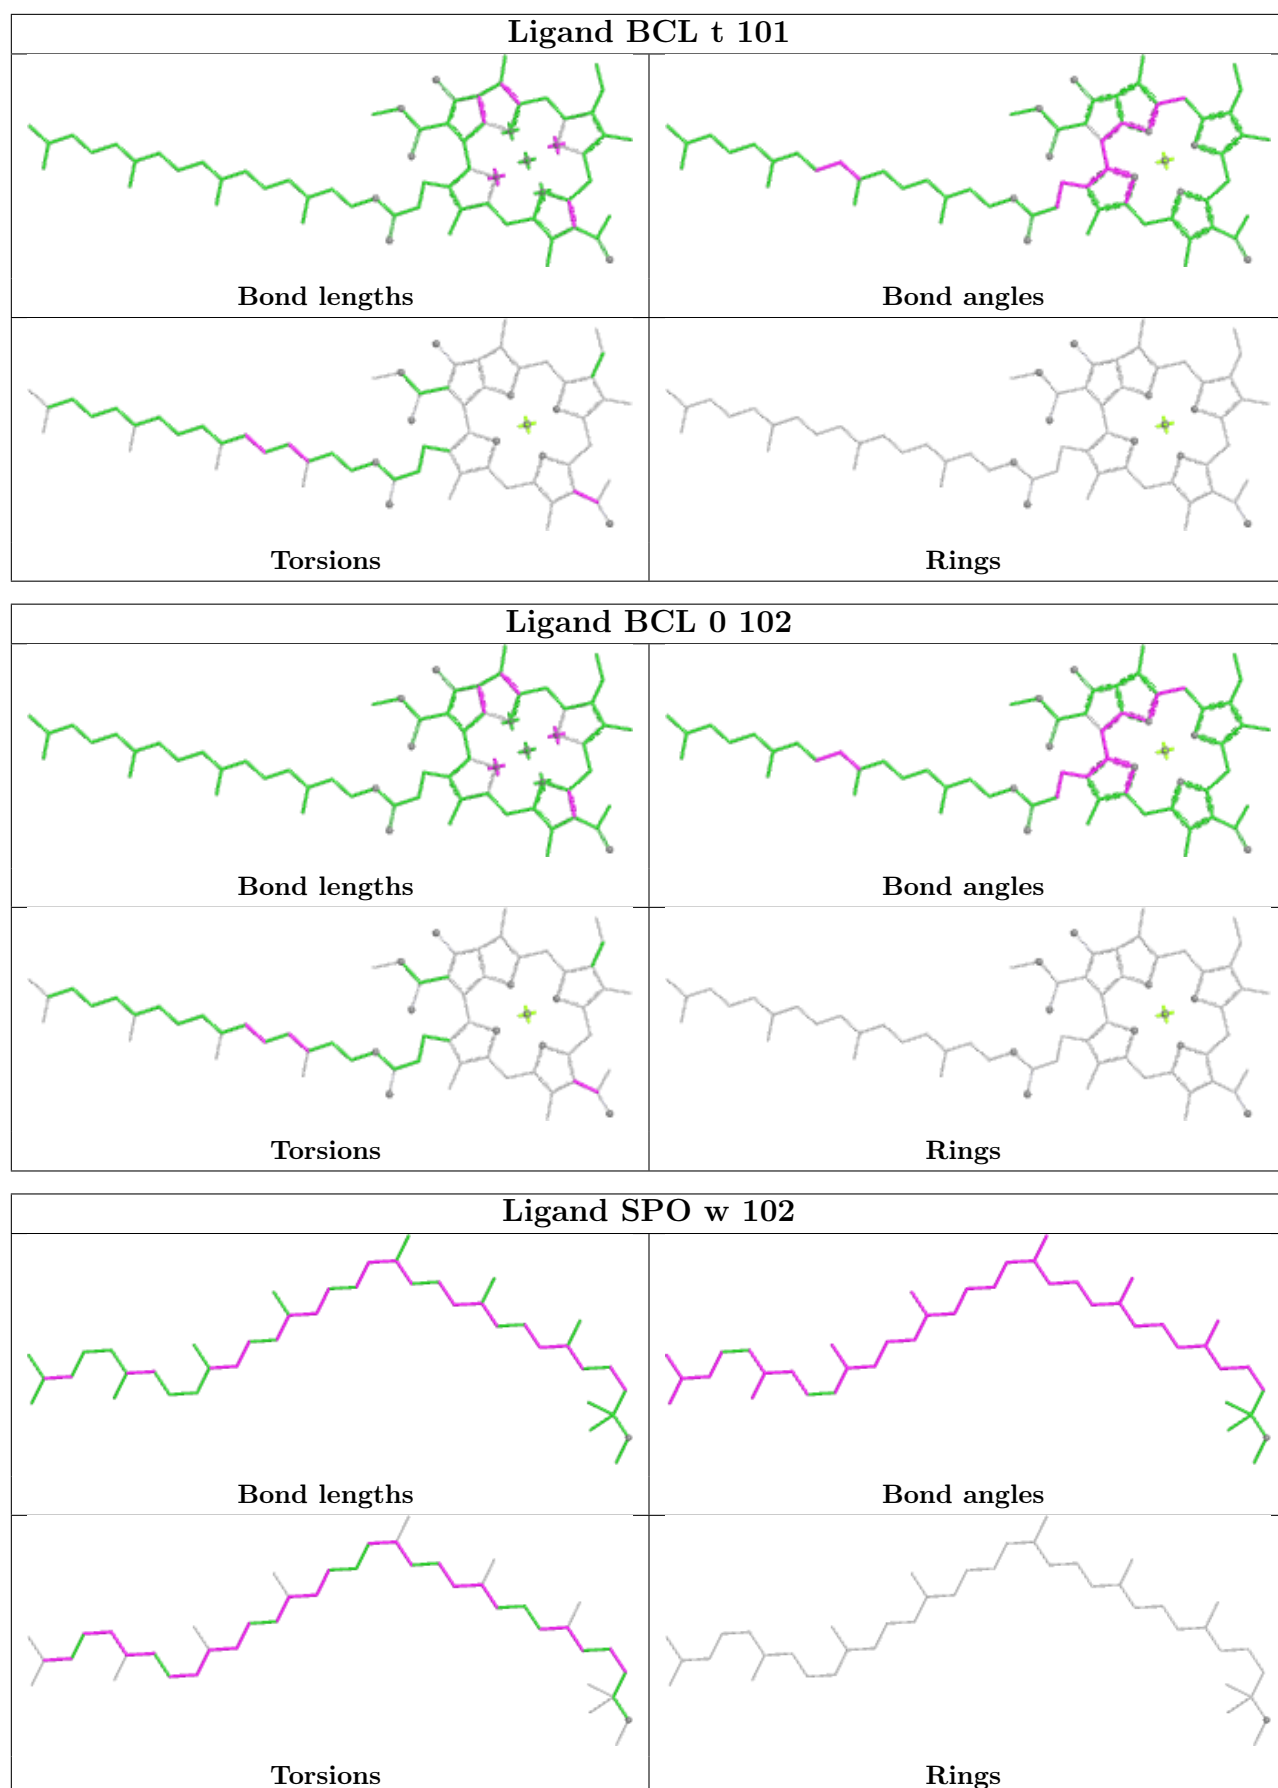 Ligand BCL t 101
Bond lengths
Bond angles
Torsions
Rings
Ligand BCL 0 102
Bond lengths
Bond angles
Torsions
Rings
Ligand SPO w 102
Bond lengths
Bond angles
Torsions
Rings